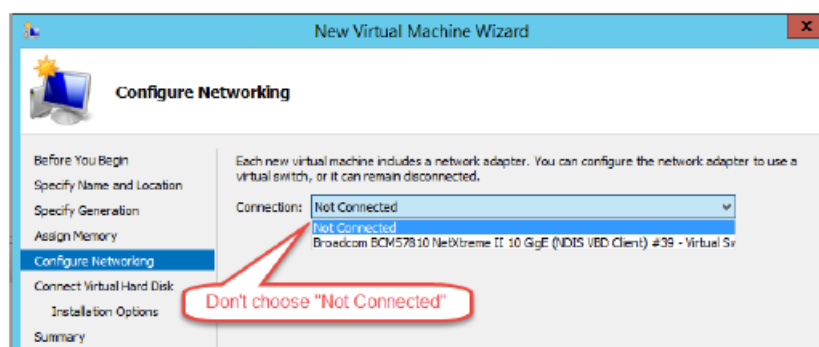 New Virtual Machine Wizard
x
Configure Networking
Before You Begin
Specify Name and Location
Specify Generation
Assign Memory
Configure Networking
Connect Virtual Hard Disk
Installation Options
Summary
Each new virtual machine includes a network adapter. You can configure the network adapter to use a
virtual switch, or it can remain disconnected.
Connection: Not Connected
Not Connected
Broadcom BCM57810 NetXtreme II 10 GigE (NDIS VBD Client) #39 - Virtual Sv
Don't choose "Not Connected"